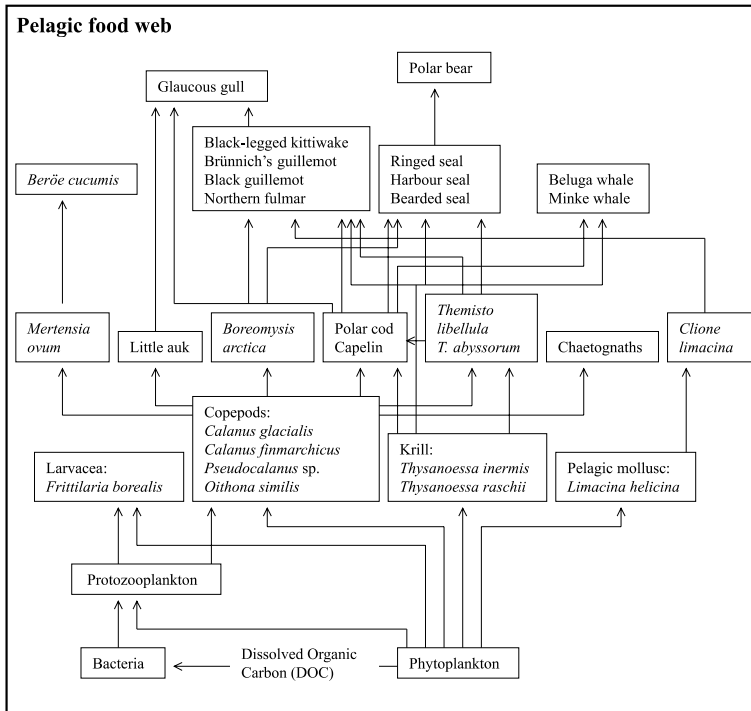 Pelagic food web
Polar bear
Glaucous gull
Black-legged kittiwake
Brünnich's guillemot
Black guillemot
Northern fulmar
Ringed seal
Harbour seal
Bearded seal
Beluga whale
Minke whale
Beröe cucumis
Mertensia
ovum
Little auk
Boreomysis
arctica
Polar cod
Capelin
Themisto
libellula
T. abyssorum
Chaetognaths
Clione
limacina
Copepods:
Calanus glacialis
Calanus finmarchicus
Pseudocalanus sp.
Oithona similis
Larvacea:
Frittilaria borealis
Krill:
Thysanoessa inermis
Thysanoessa raschii
Pelagic mollusc:
Limacina helicina
Protozooplankton
Bacteria
Dissolved Organic
Carbon (DOC)
Phytoplankton